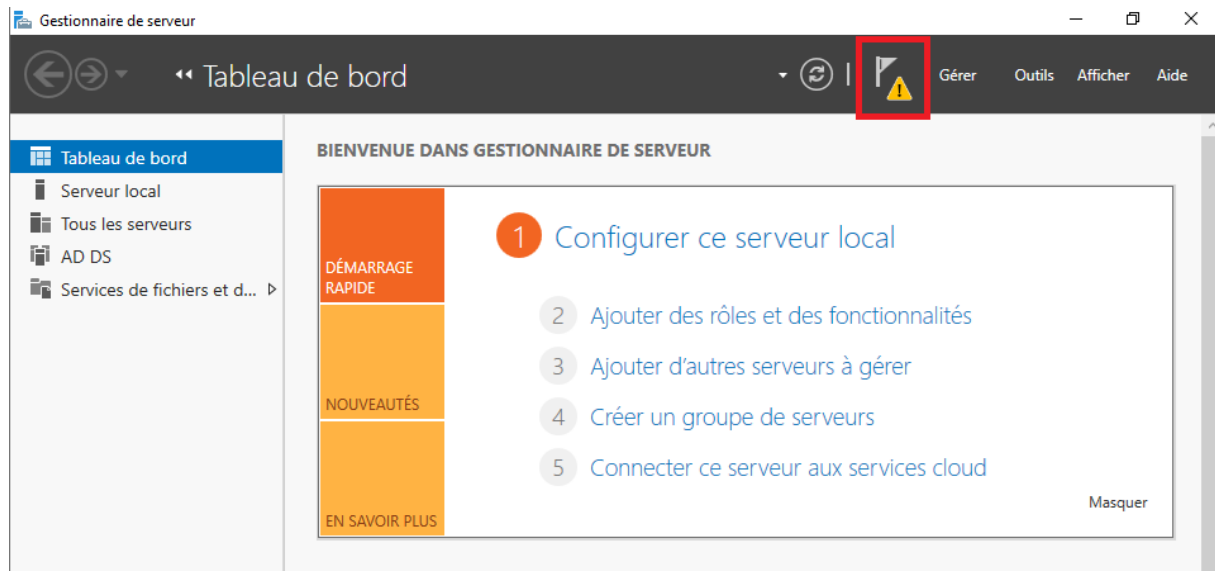 Gestionnaire de serveur
Tableau de bord
Gérer Outils Afficher Aide
Tableau de bord
Serveur local
Tous les serveurs
AD DS
Services de fichiers et d...
BIENVENUE DANS GESTIONNAIRE DE SERVEUR
DÉMARRAGE
RAPIDE
NOUVEAUTÉS
EN SAVOIR PLUS
1 Configurer ce serveur local
2 Ajouter des rôles et des fonctionnalités
3 Ajouter d’autres serveurs à gérer
4 Créer un groupe de serveurs
5 Connecter ce serveur aux services cloud
Masquer